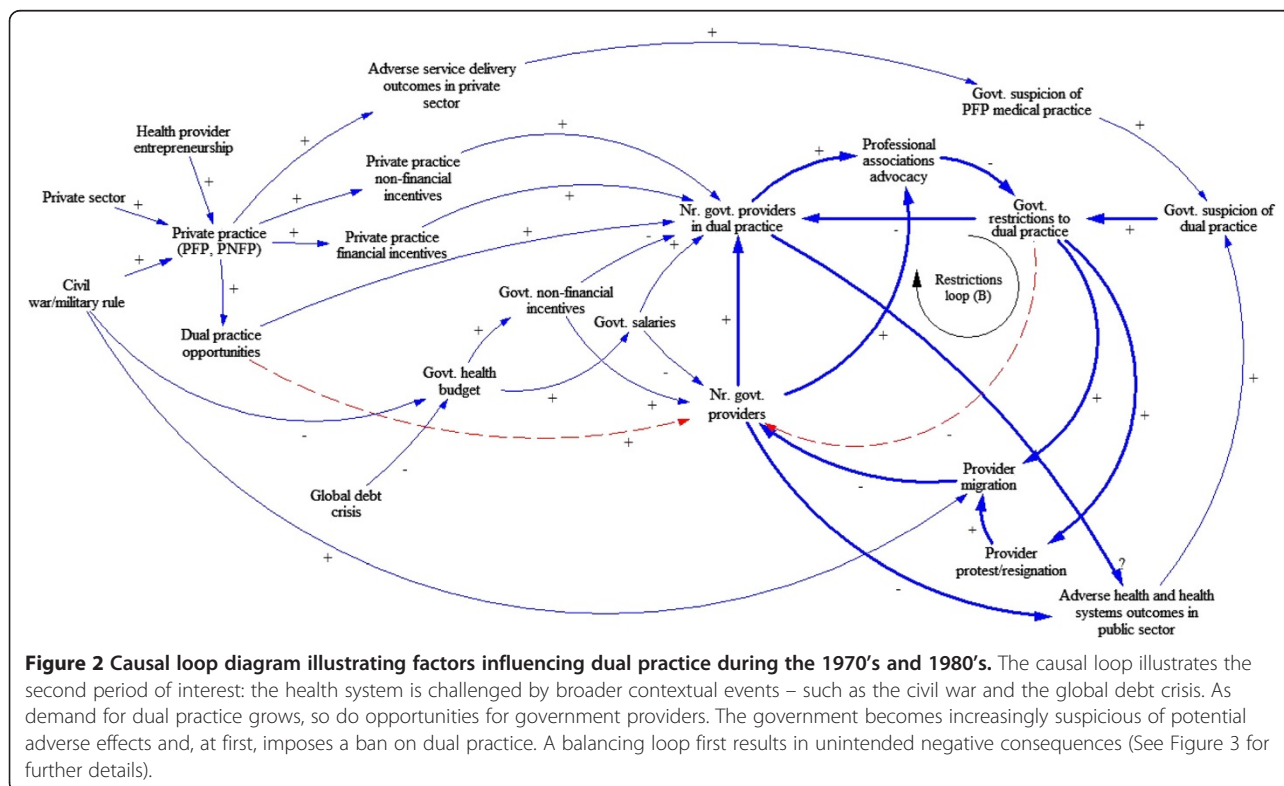 Adverse service delivery
outcomes in private
sector
+
Govt. suspicion of
PFP medical practice
+
Health provider
entrepreneurship
+
+
+
Professional
associations
advocacy
+
-
Private practice
non-financial
incentives
+
Private sector
+
+
Private practice
(PFP, PNFP)
+
Private practice
financial incentives
+
+
Nr. govt. providers
in dual practice
Govt.
restrictions to
dual practice
+
Govt. suspicion of
dual practice
-
-
+
Civil
war/military rule
+
+
Dual practice
opportunities
Govt. non-financial
incentives
Govt. salaries
Restrictions
loop (B)
+
+
+
Govt. health
budget
-
+
+
Nr. govt.
providers
+
-
+
-
+
+
+
-
Global debt
crisis
-
Provider
migration
+
+
Provider
protest/resignation
?
-
Adverse health and health
systems outcomes in
public sector
Figure 2 Causal loop diagram illustrating factors influencing dual practice during the 1970's and 1980's. The causal loop illustrates the
second period of interest: the health system is challenged by broader contextual events – such as the civil war and the global debt crisis. As
demand for dual practice grows, so do opportunities for government providers. The government becomes increasingly suspicious of potential
adverse effects and, at first, imposes a ban on dual practice. A balancing loop first results in unintended negative consequences (See Figure 3 for
further details).